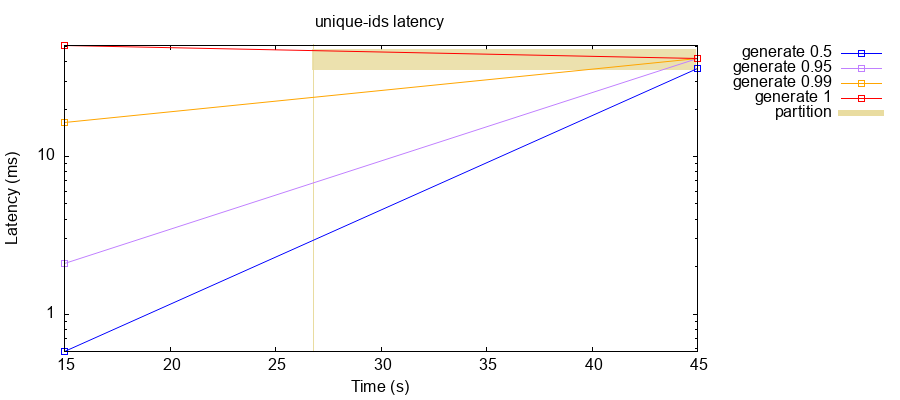 unique-ids latency
generate 0.5
generate 0.95
generate 0.99
generate 1
partition
Latency (ms)
10
1
15 20 25 30 35 40 45
Time (s)